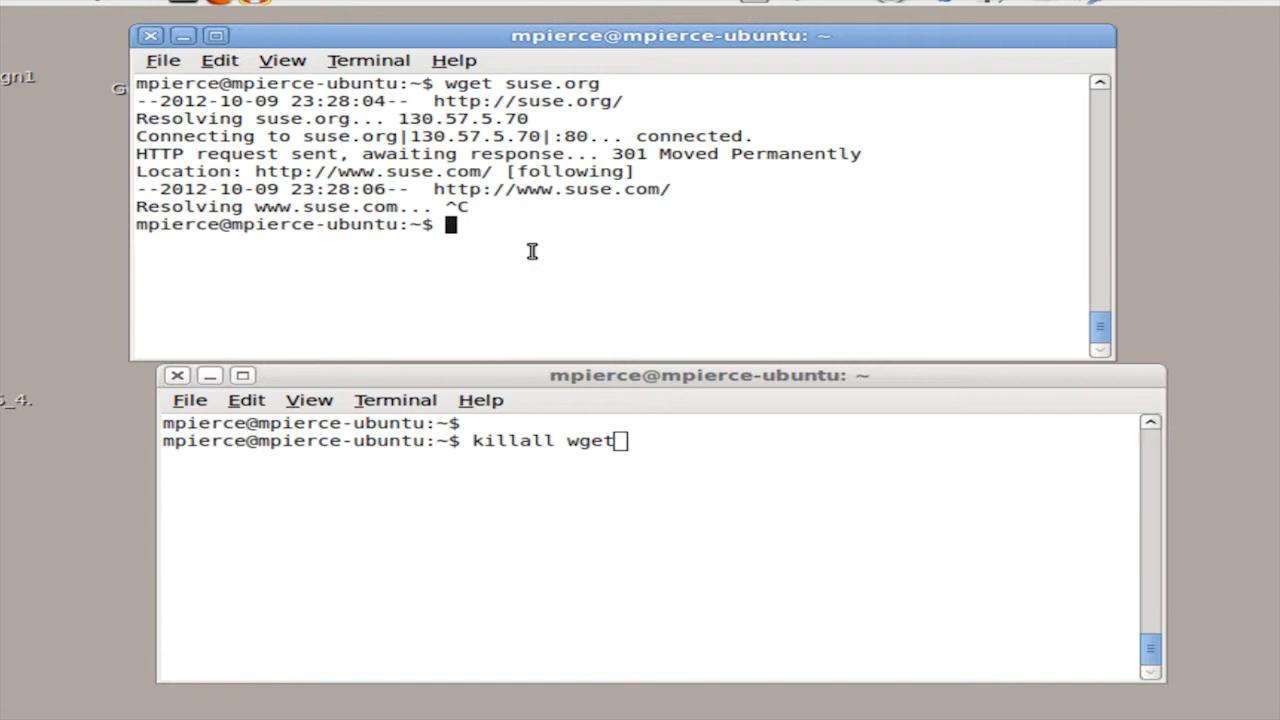 gn1
G
5_4.
mpierce@mpierce-ubuntu: ~
File Edit View Terminal Help
mpierce@mpierce-ubuntu:~$ wget suse.org
--2012-10-09 23:28:04-- http://suse.org/
Resolving suse.org... 130.57.5.70
Connecting to suse.org|130.57.5.70|:80... connected.
HTTP request sent, awaiting response... 301 Moved Permanently
Location: http://www.suse.com/ [following]
--2012-10-09 23:28:06-- http://www.suse.com/
Resolving www.suse.com... ^C
mpierce@mpierce-ubuntu:~$
mpierce@mpierce-ubuntu: ~
File Edit View Terminal Help
mpierce@mpierce-ubuntu:~$
mpierce@mpierce-ubuntu:~$ killall wget